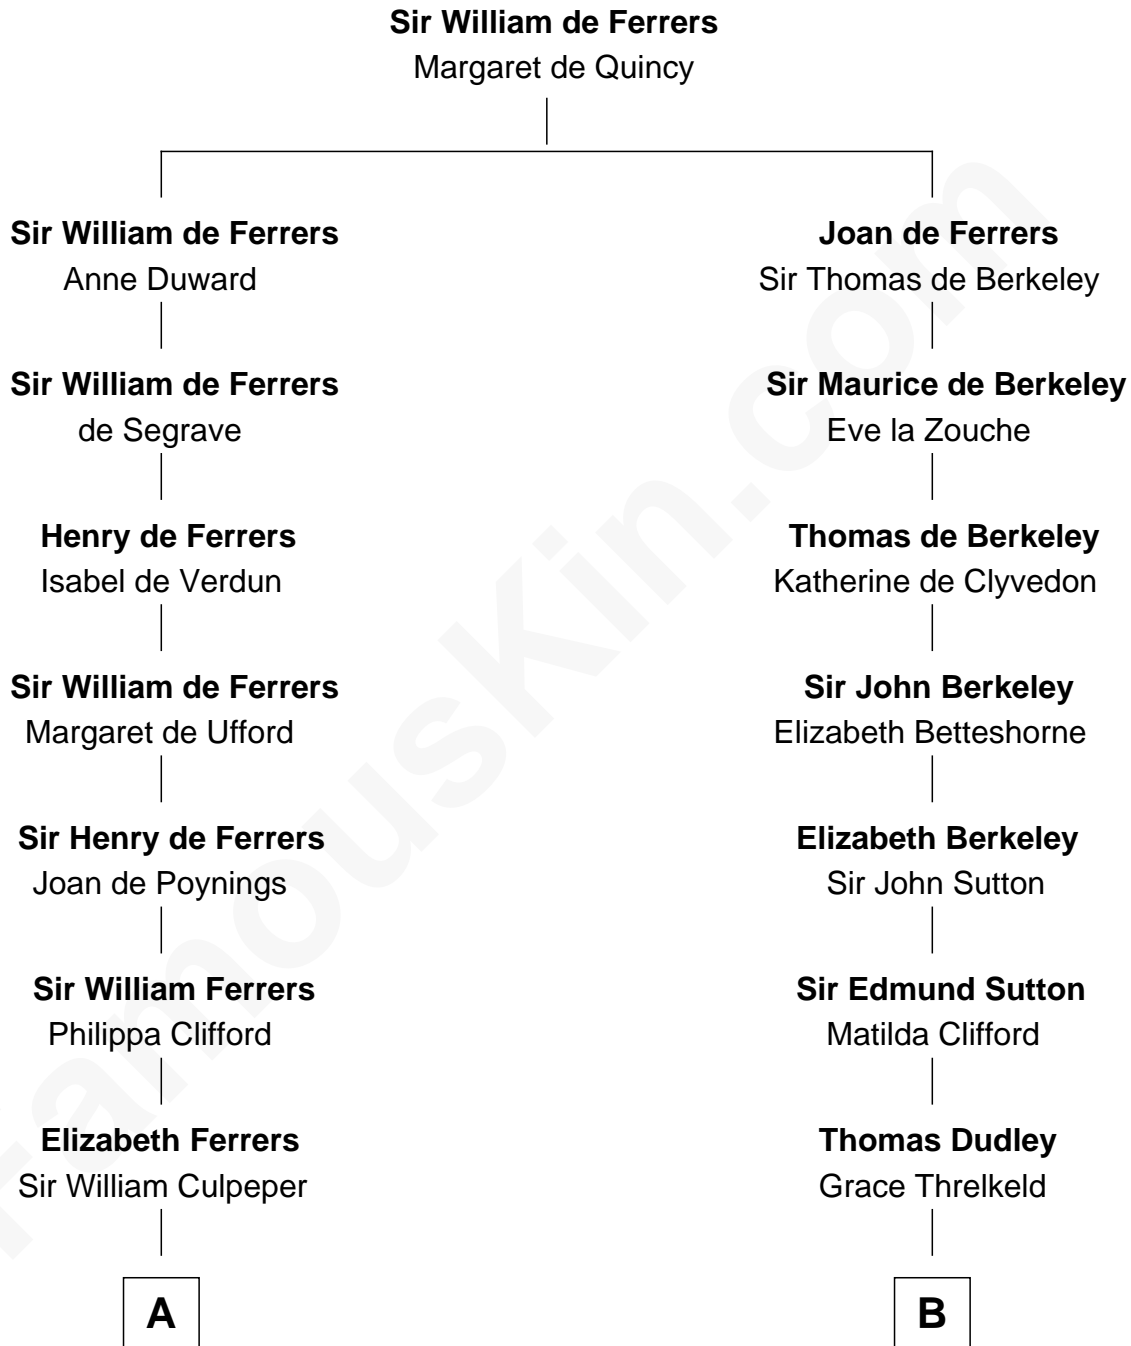 Sir William de Ferrers
Margaret de Quincy
Sir William de Ferrers
Anne Duward
Joan de Ferrers
Sir Thomas de Berkeley
Sir William de Ferrers
de Segrave
Sir Maurice de Berkeley
Eve la Zouche
Henry de Ferrers
Isabel de Verdun
Thomas de Berkeley
Katherine de Clyvedon
Sir William de Ferrers
Margaret de Ufford
Sir John Berkeley
Elizabeth Betteshorne
Sir Henry de Ferrers
Joan de Poynings
Elizabeth Berkeley
Sir John Sutton
Sir William Ferrers
Philippa Clifford
Sir Edmund Sutton
Matilda Clifford
Elizabeth Ferrers
Sir William Culpeper
Thomas Dudley
Grace Threlkeld
A
B
FamousKin.com